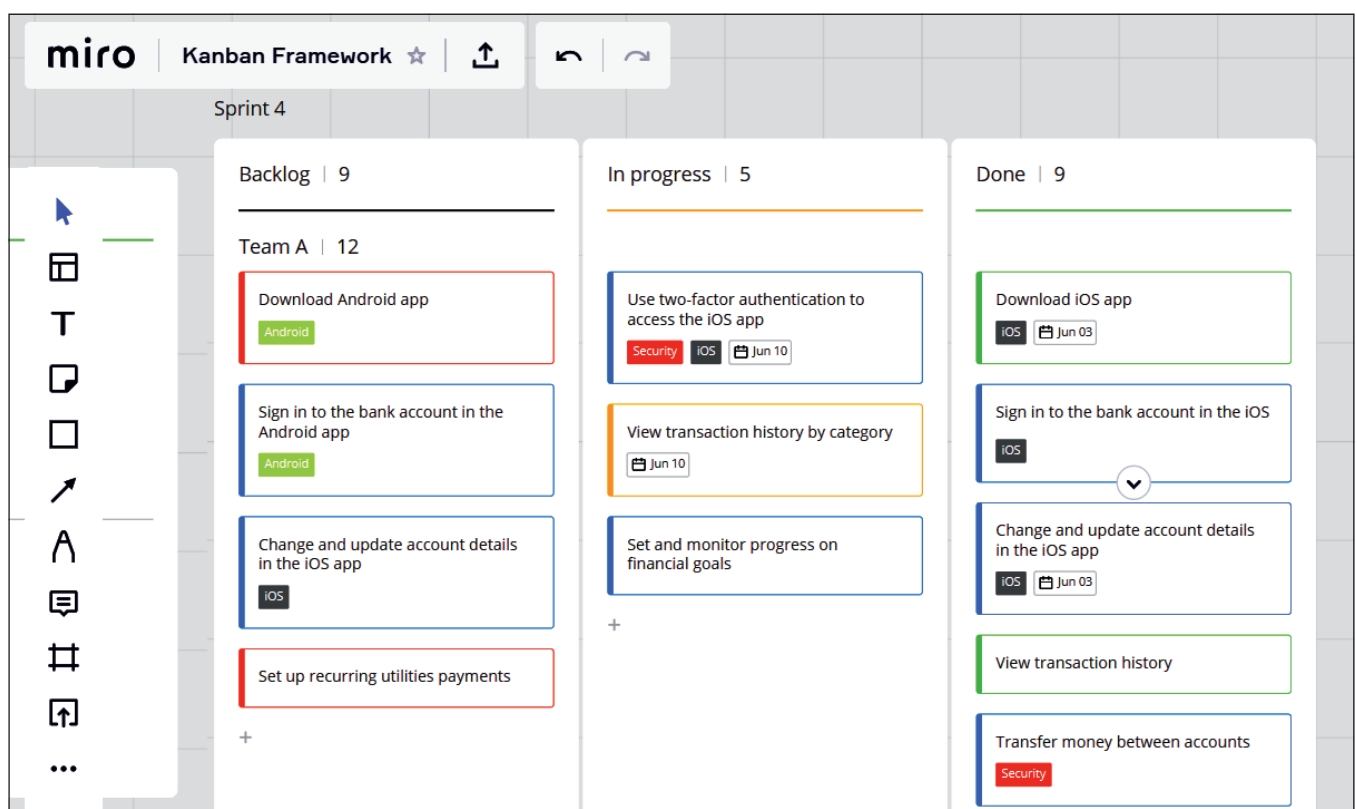 miro
Kanban Framework
Sprint 4
Backlog | 9
Team A | 12
Download Android app
Android
Sign in to the bank account in the
Android app
Android
Change and update account details
in the iOS app
iOS
Set up recurring utilities payments
+
In progress | 5
Use two-factor authentication to
access the iOS app
Security iOS Jun 10
View transaction history by category
Jun 10
Set and monitor progress on
financial goals
+
Done | 9
Download iOS app
iOS Jun 03
Sign in to the bank account in the iOS
iOS
Change and update account details
in the iOS app
iOS Jun 03
View transaction history
Transfer money between accounts
Security